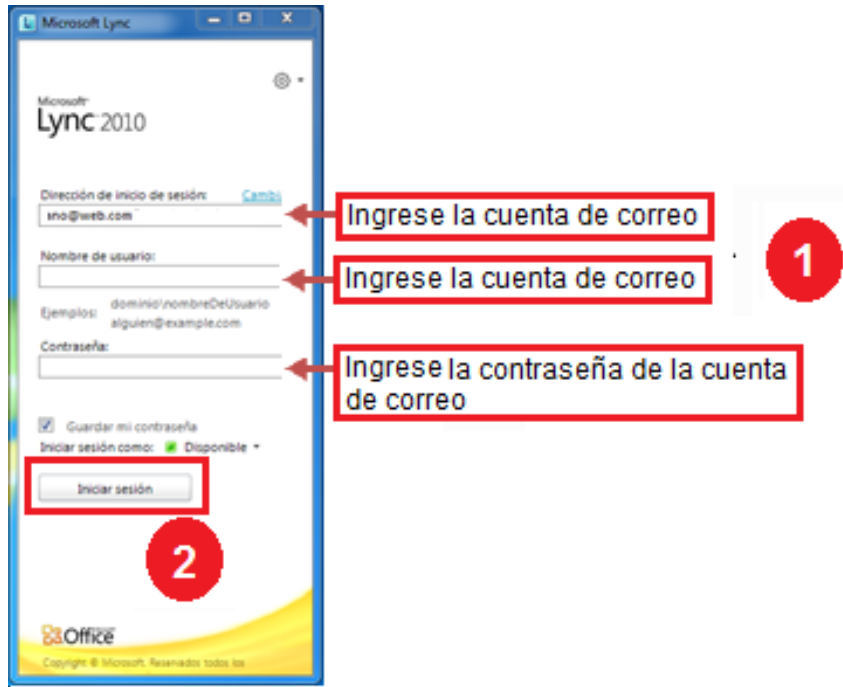 Microsoft Lync
Microsoft
Lync 2010
Dirección de inicio de sesión: Cambi
sno@web.com
Ingrese la cuenta de correo
Nombre de usuario:
Ingrese la cuenta de correo
1
Ejemplos: dominio\nombreDeUsuario
alguien@example.com
Contraseña:
Ingrese la contraseña de la cuenta
de correo
Guardar mi contraseña
Iniciar sesión como: Disponible
Iniciar sesión
2
Office
Copyright © Microsoft. Reservados todos los